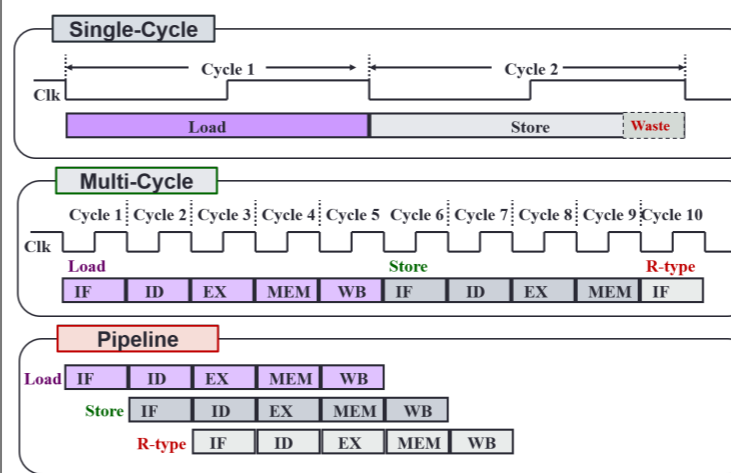 Single-Cycle
Cycle 1 Cycle 2
Clk
Load Store Waste
Multi-Cycle
Cycle 1 Cycle 2 Cycle 3 Cycle 4 Cycle 5 Cycle 6 Cycle 7 Cycle 8 Cycle 9 Cycle 10
Clk
Load Store R-type
IF ID EX MEM WB IF ID EX MEM IF
Pipeline
Load IF ID EX MEM WB
Store IF ID EX MEM WB
R-type IF ID EX MEM WB